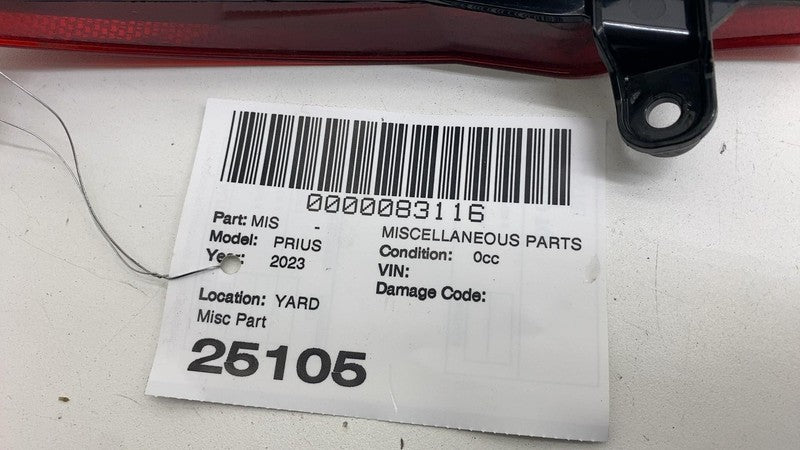 0000083116
Part: MIS - MISCELLANEOUS PARTS
Model: PRIUS Condition: 0cc
Year: 2023 VIN:
Damage Code:
Location: YARD
Misc Part
25105